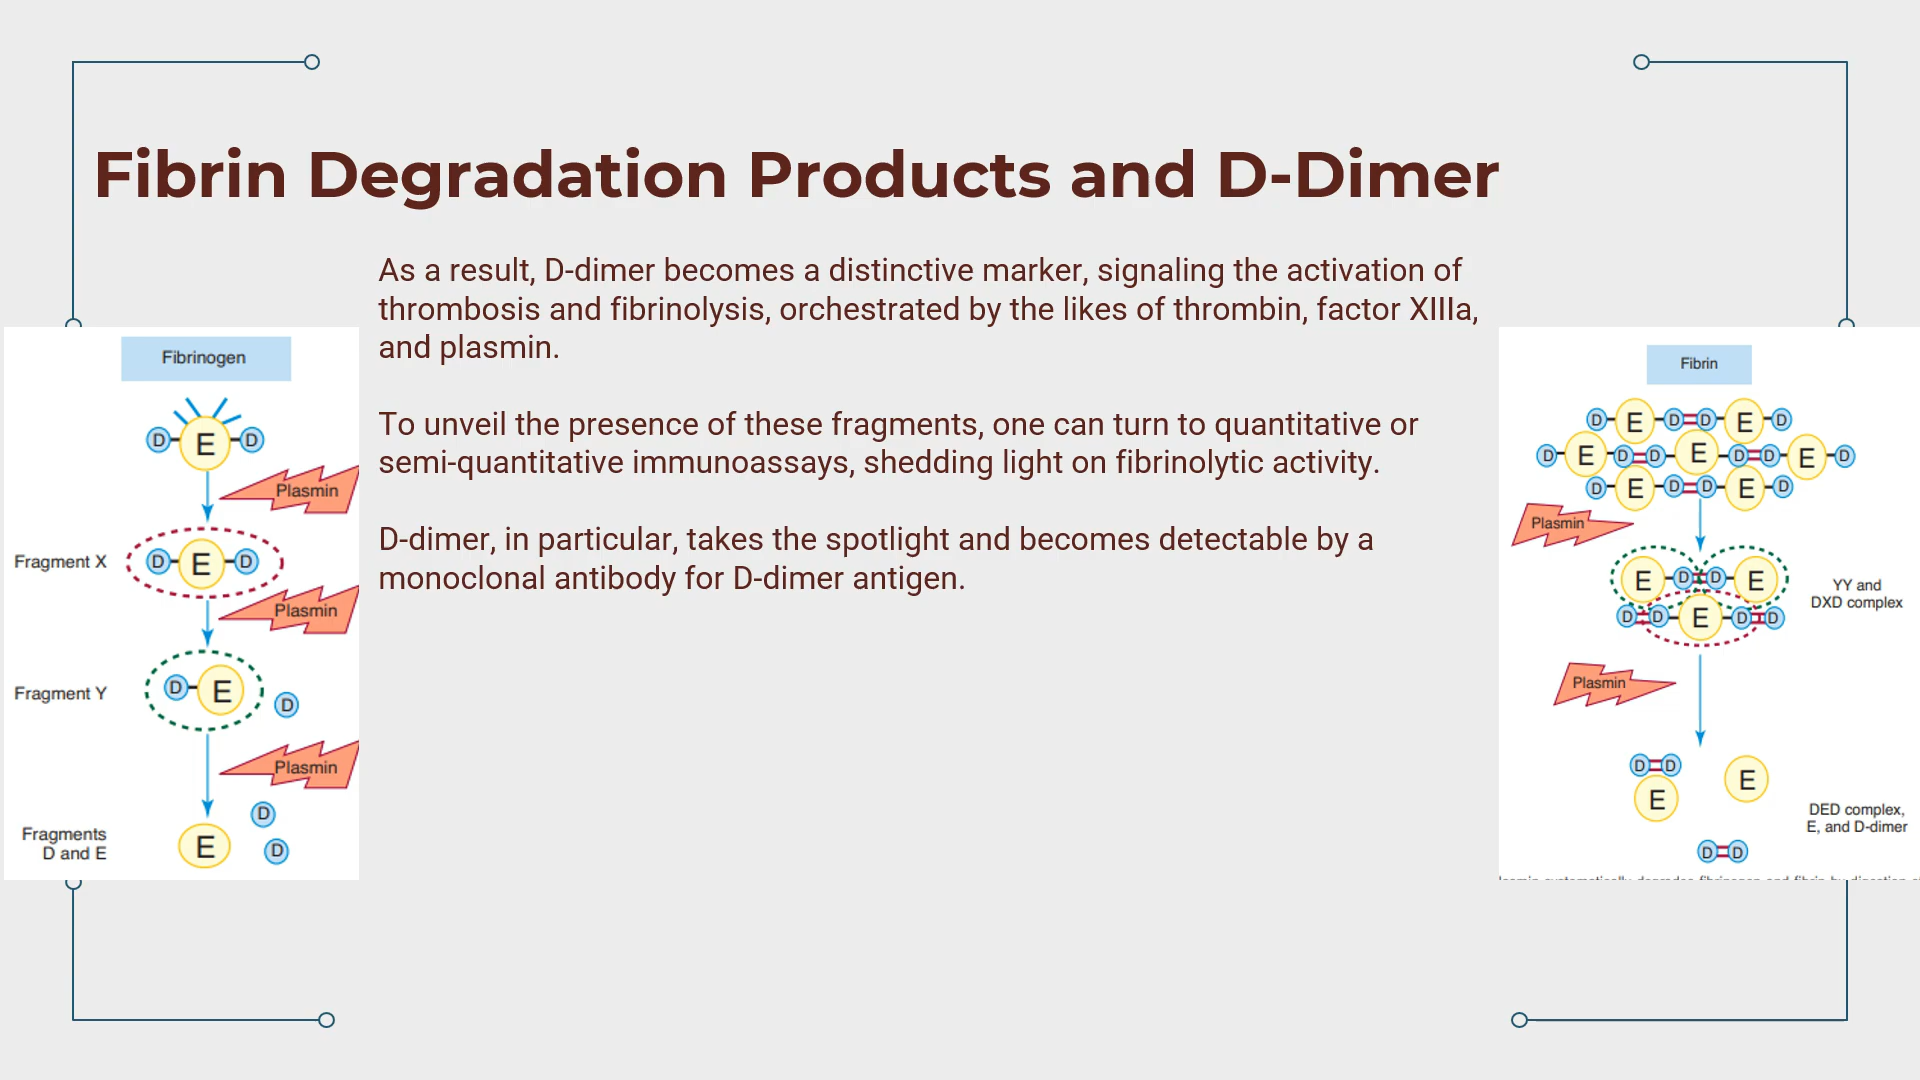 Fibrin Degradation Products and D-Dimer
As a result, D-dimer becomes a distinctive marker, signaling the activation of
thrombosis and fibrinolysis, orchestrated by the likes of thrombin, factor XIIIa,
and plasmin.
To unveil the presence of these fragments, one can turn to quantitative or
semi-quantitative immunoassays, shedding light on fibrinolytic activity.
D-dimer, in particular, takes the spotlight and becomes detectable by a
monoclonal antibody for D-dimer antigen.
Fibrinogen
D E D
Plasmin
Fragment X
D E D
Plasmin
Fragment Y
D E
D
Plasmin
Fragments
D and E
E
D
D
Fibrin
D E D D E D
D E D D E D D E D
D E D D E D
Plasmin
E D D E
D D E D D
YY and
DXD complex
Plasmin
D D
E
E
DED complex,
E, and D-dimer
D D